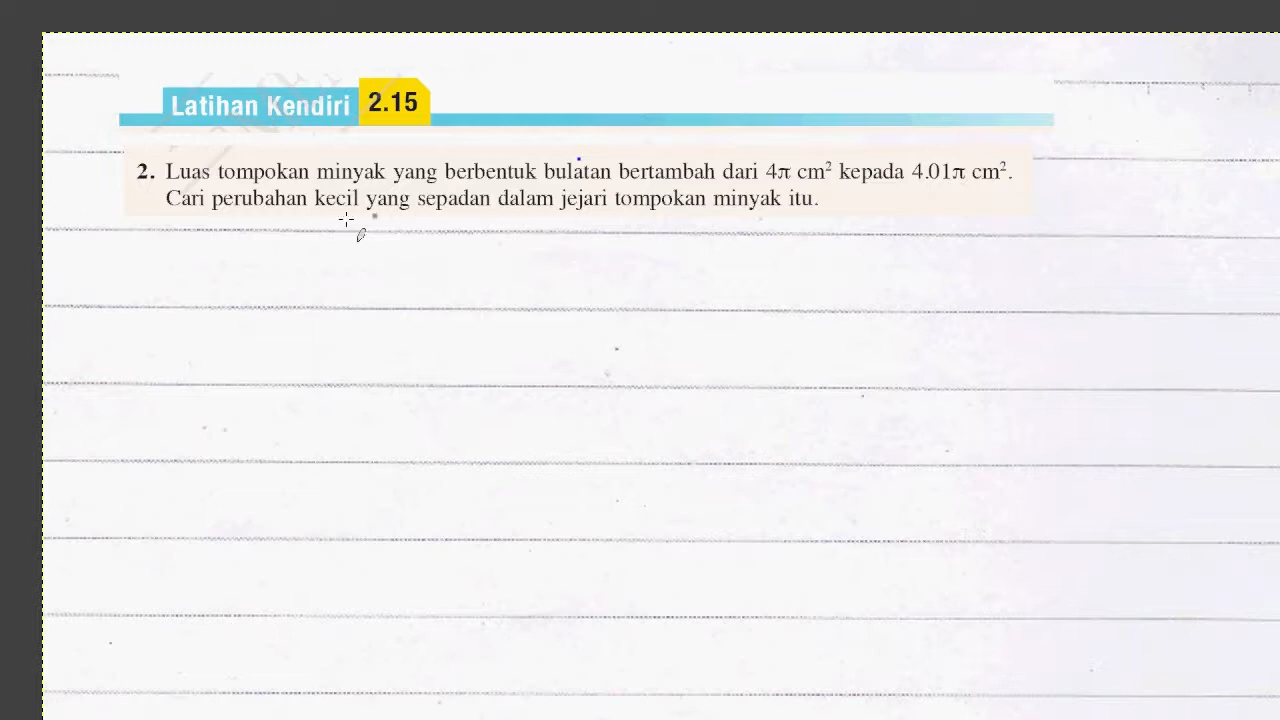 Latihan Kendiri 2.15
2. Luas tompokan minyak yang berbentuk bulatan bertambah dari 4π cm² kepada 4.01π cm².
Cari perubahan kecil yang sepadan dalam jejari tompokan minyak itu.